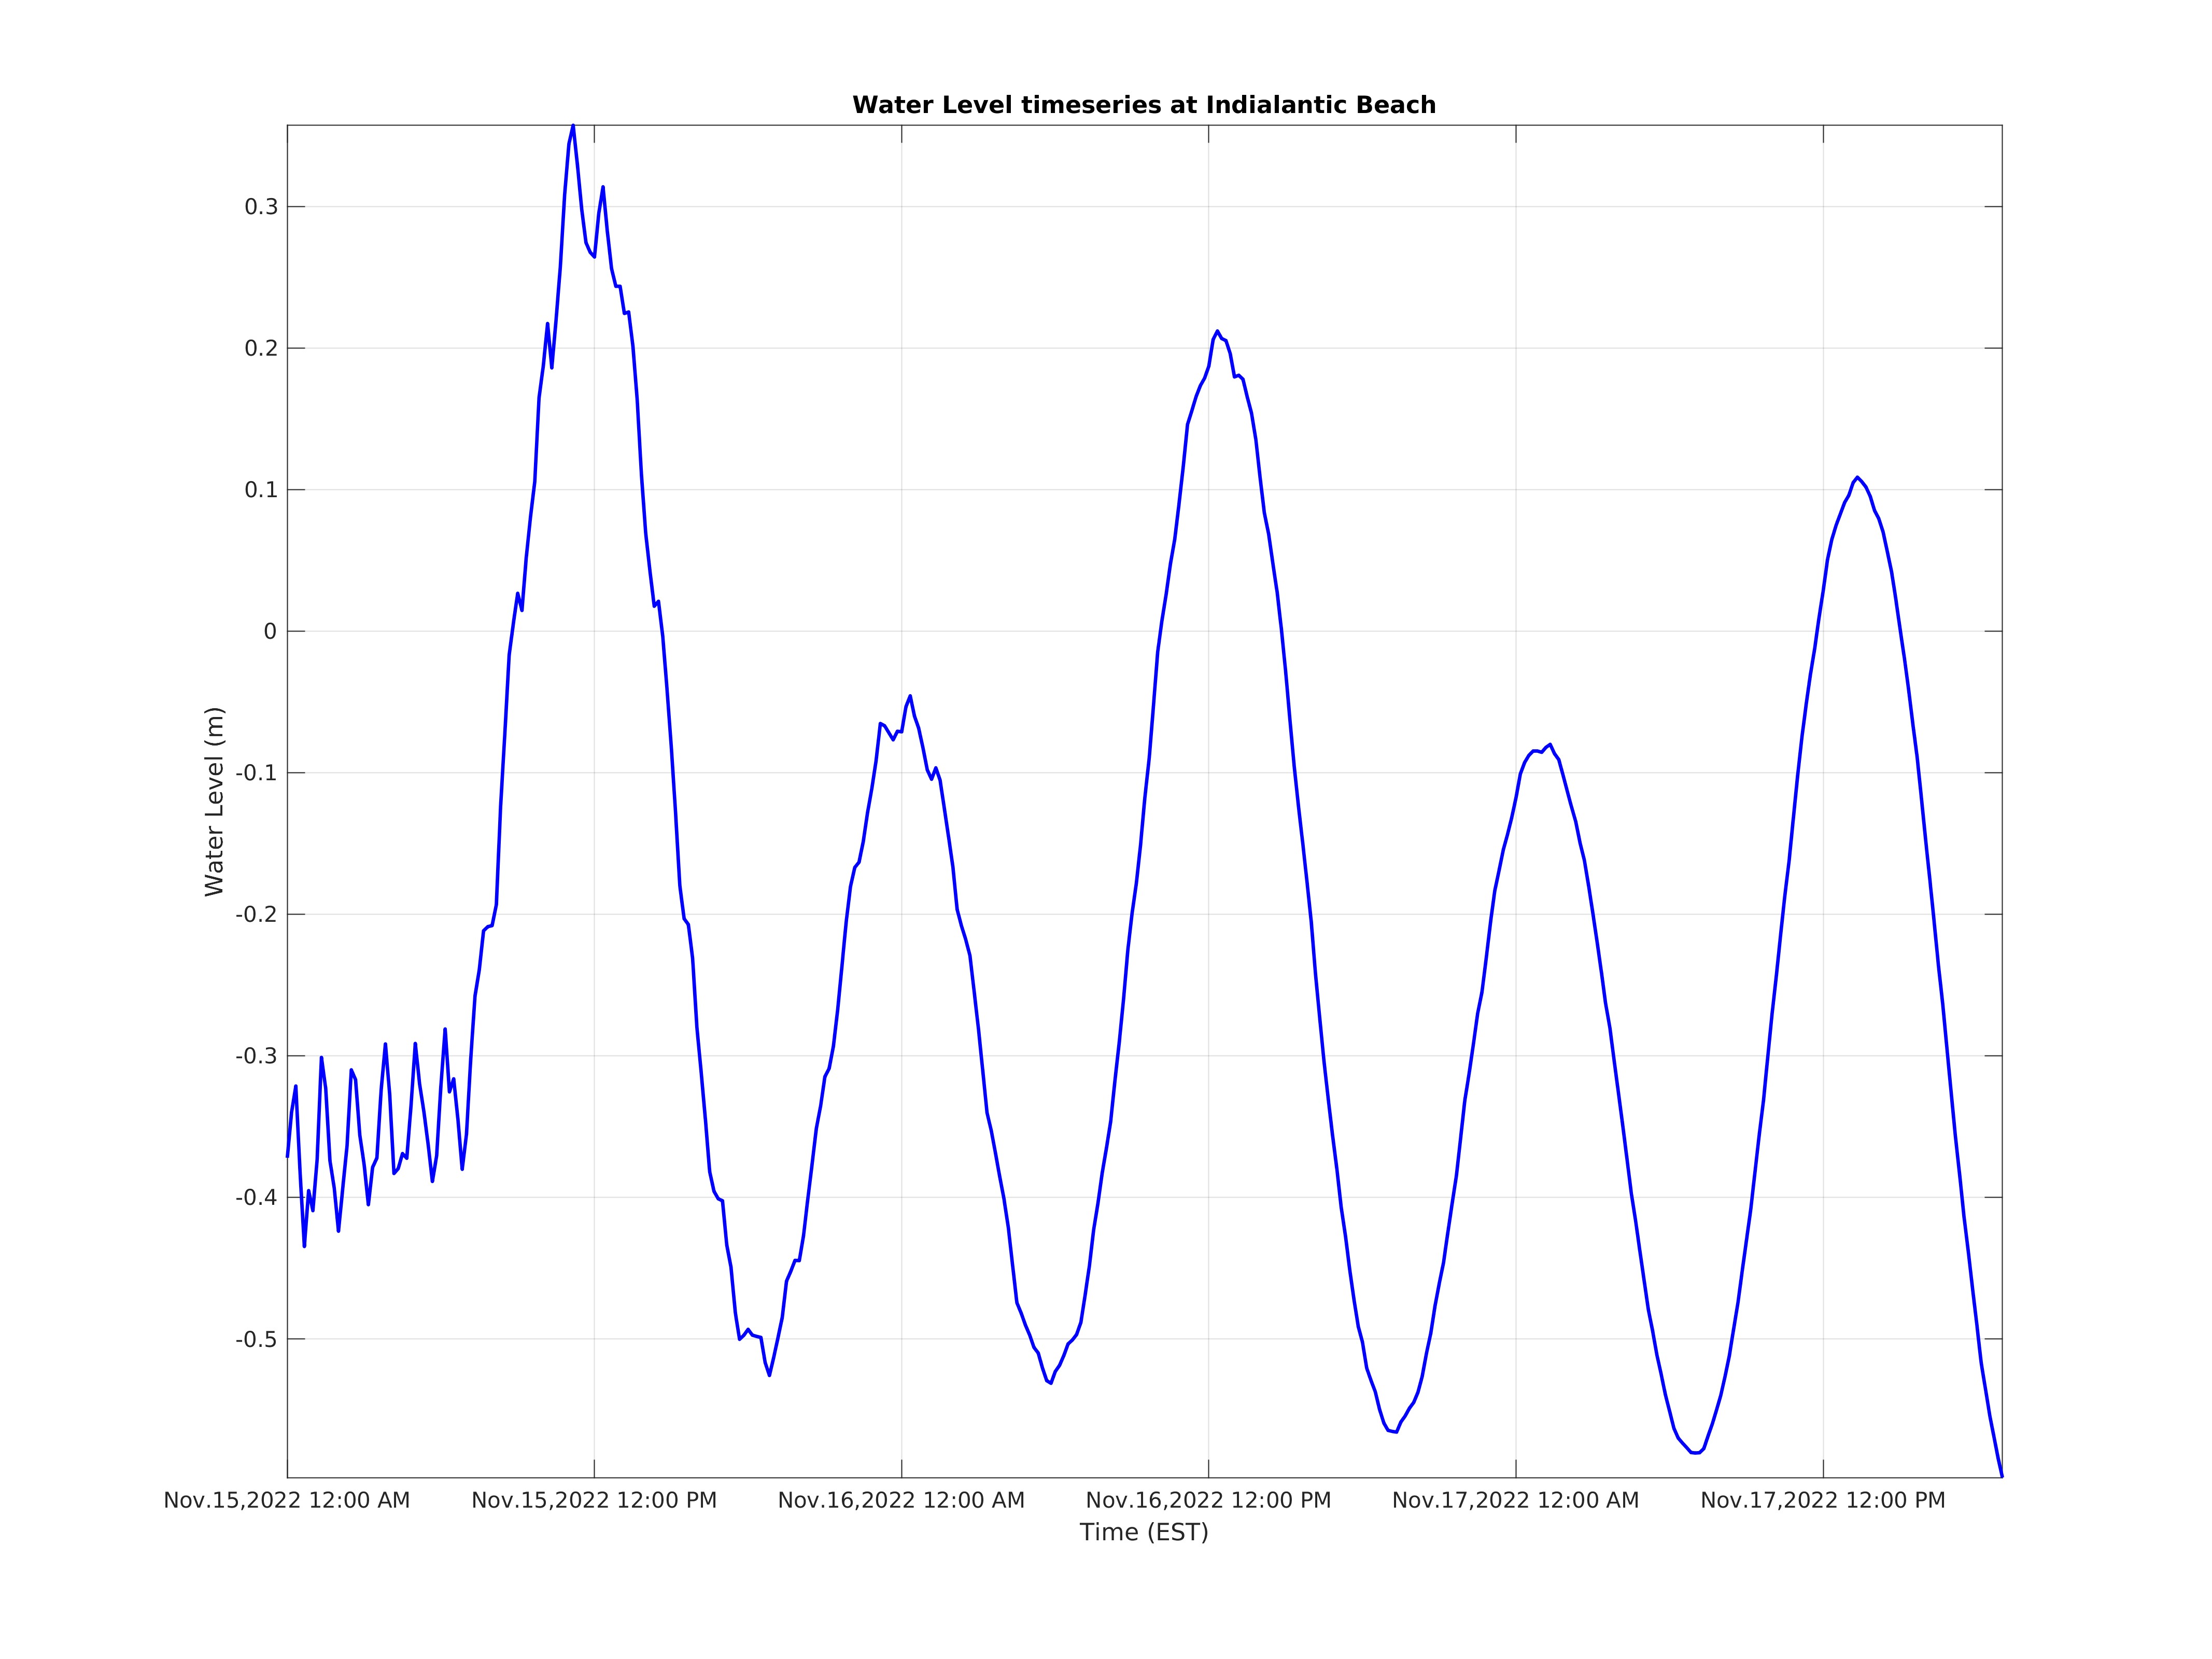 Water Level timeseries at Indialantic Beach
0.3
0.2
0.1
0
-0.1
-0.2
-0.3
-0.4
-0.5
Water Level (m)
Nov.15,2022 12:00 AM Nov.15,2022 12:00 PM Nov.16,2022 12:00 AM Nov.16,2022 12:00 PM Nov.17,2022 12:00 AM Nov.17,2022 12:00 PM
Time (EST)